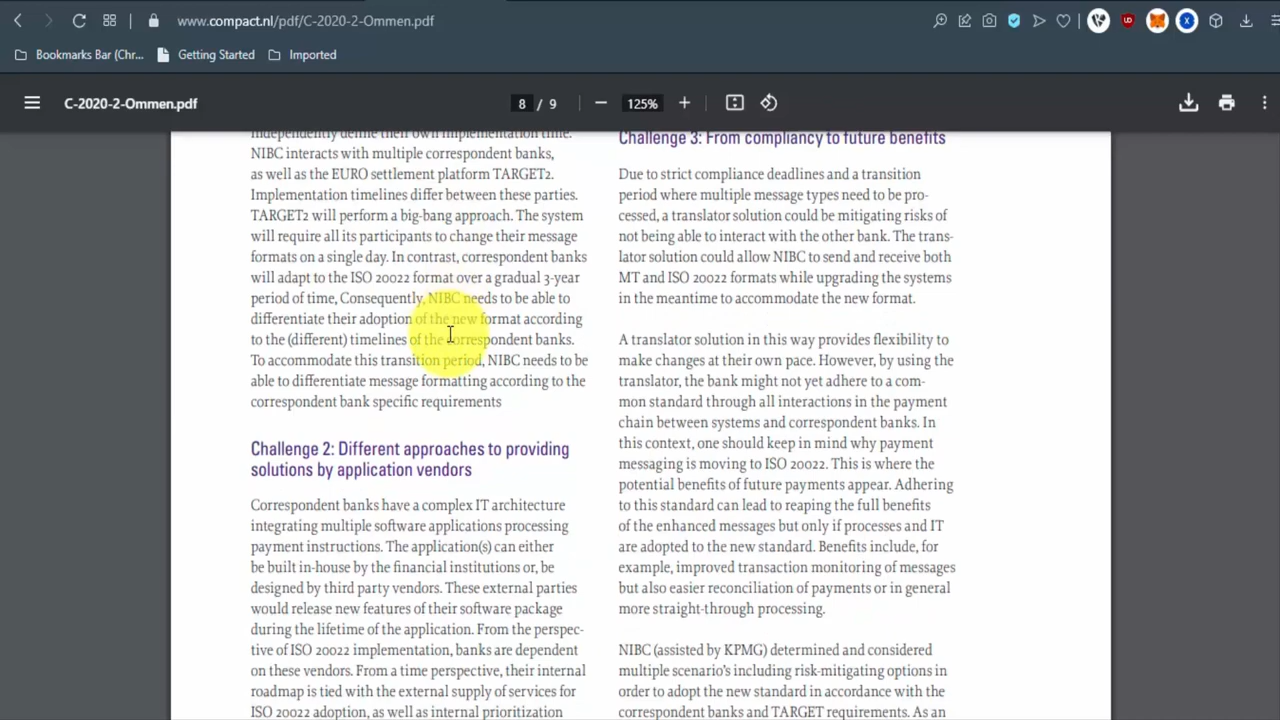 www.compact.nl/pdf/C-2020-2-Ommen.pdf
Bookmarks Bar (Chr... Getting Started Imported
C-2020-2-Ommen.pdf 8 / 9 125%
independently define their own implementation time.
NIBC interacts with multiple correspondent banks,
as well as the EURO settlement platform TARGET2.
Implementation timelines differ between these parties.
TARGET2 will perform a big-bang approach. The system
will require all its participants to change their message
formats on a single day. In contrast, correspondent banks
will adapt to the ISO 20022 format over a gradual 3-year
period of time, Consequently, NIBC needs to be able to
differentiate their adoption of the new format according
to the (different) timelines of the correspondent banks.
To accommodate this transition period, NIBC needs to be
able to differentiate message formatting according to the
correspondent bank specific requirements
Challenge 2: Different approaches to providing
solutions by application vendors
Correspondent banks have a complex IT architecture
integrating multiple software applications processing
payment instructions. The application(s) can either
be built in-house by the financial institutions or, be
designed by third party vendors. These external parties
would release new features of their software package
during the lifetime of the application. From the perspec-
tive of ISO 20022 implementation, banks are dependent
on these vendors. From a time perspective, their internal
roadmap is tied with the external supply of services for
ISO 20022 adoption, as well as internal prioritization
Challenge 3: From compliancy to future benefits
Due to strict compliance deadlines and a transition
period where multiple message types need to be pro-
cessed, a translator solution could be mitigating risks of
not being able to interact with the other bank. The trans-
lator solution could allow NIBC to send and receive both
MT and ISO 20022 formats while upgrading the systems
in the meantime to accommodate the new format.
A translator solution in this way provides flexibility to
make changes at their own pace. However, by using the
translator, the bank might not yet adhere to a com-
mon standard through all interactions in the payment
chain between systems and correspondent banks. In
this context, one should keep in mind why payment
messaging is moving to ISO 20022. This is where the
potential benefits of future payments appear. Adhering
to this standard can lead to reaping the full benefits
of the enhanced messages but only if processes and IT
are adopted to the new standard. Benefits include, for
example, improved transaction monitoring of messages
but also easier reconciliation of payments or in general
more straight-through processing.
NIBC (assisted by KPMG) determined and considered
multiple scenario's including risk-mitigating options in
order to adopt the new standard in accordance with the
correspondent banks and TARGET requirements. As an